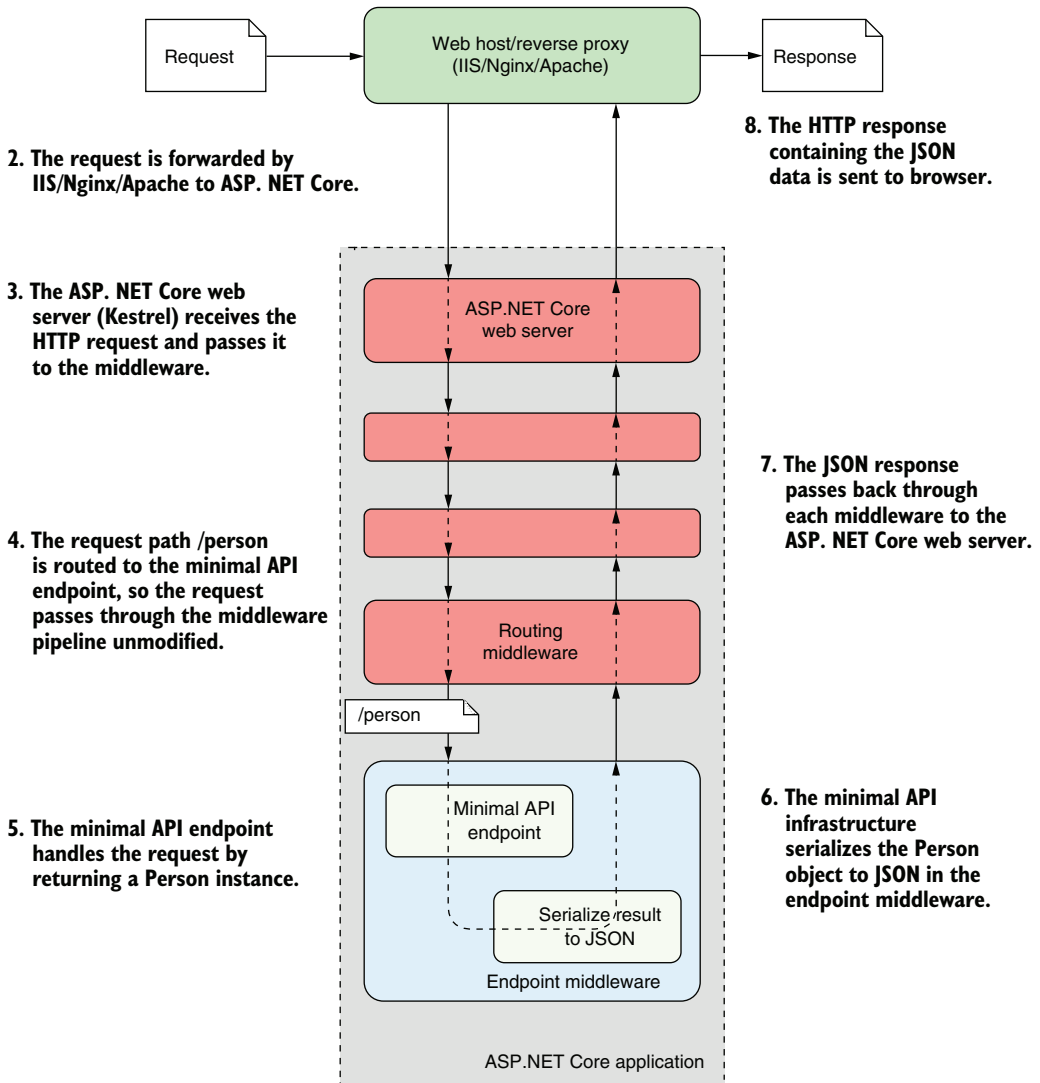 Request
Web host/reverse proxy
(IIS/Nginx/Apache)
Response
2. The request is forwarded by
IIS/Nginx/Apache to ASP. NET Core.
8. The HTTP response
containing the JSON
data is sent to browser.
3. The ASP. NET Core web
server (Kestrel) receives the
HTTP request and passes it
to the middleware.
ASP.NET Core
web server
7. The JSON response
passes back through
each middleware to the
ASP. NET Core web server.
4. The request path /person
is routed to the minimal API
endpoint, so the request
passes through the middleware
pipeline unmodified.
Routing
middleware
/person
5. The minimal API endpoint
handles the request by
returning a Person instance.
Minimal API
endpoint
6. The minimal API
infrastructure
serializes the Person
object to JSON in the
endpoint middleware.
Serialize result
to JSON
Endpoint middleware
ASP.NET Core application